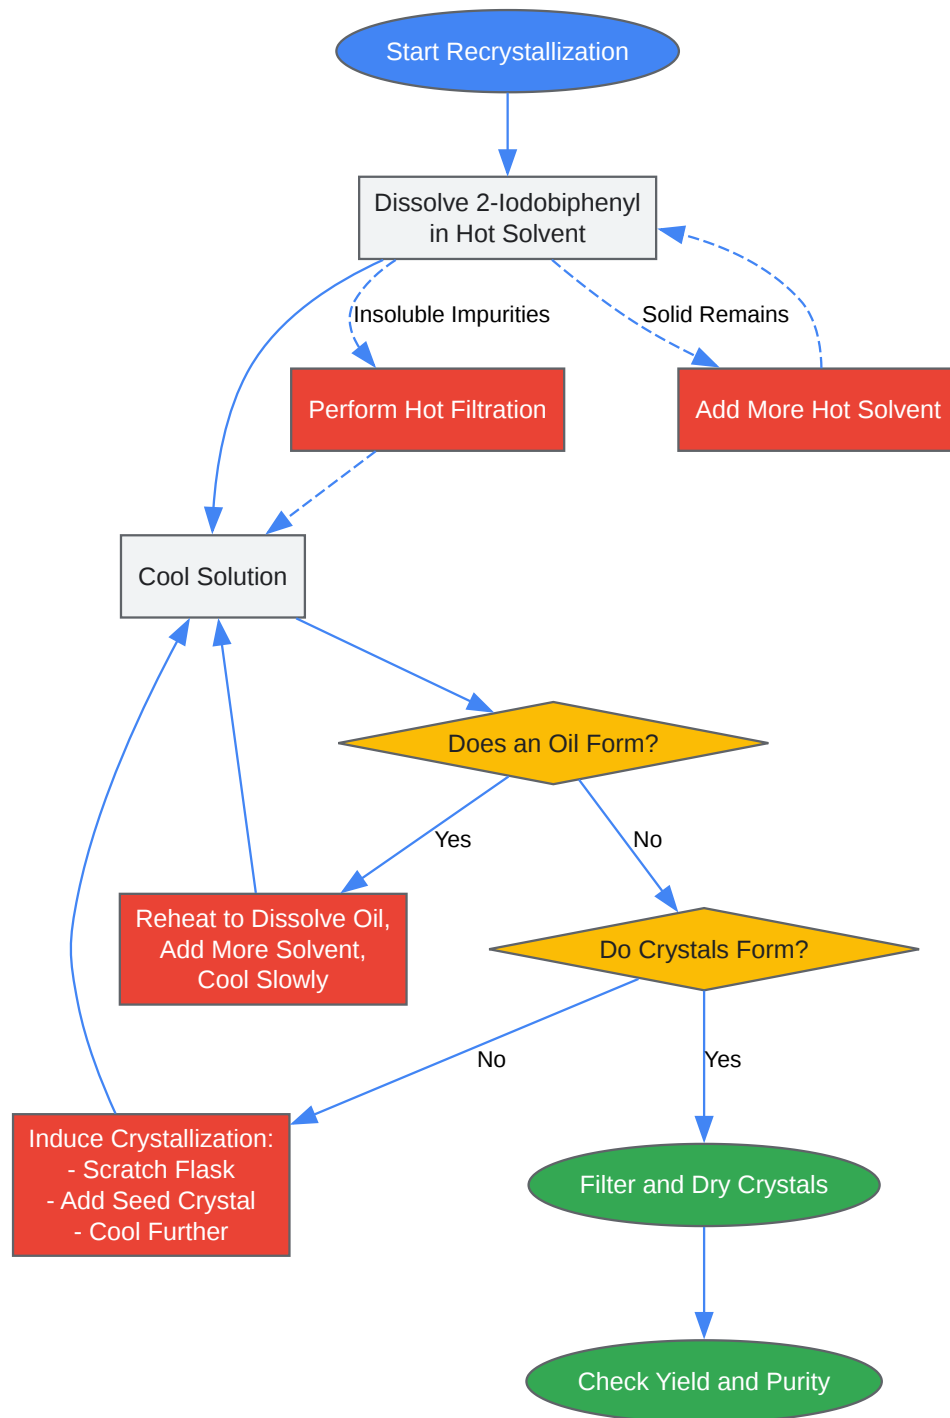 Start Recrystallization
Dissolve 2-Iodobiphenyl
in Hot Solvent
Insoluble Impurities
Solid Remains
Perform Hot Filtration
Add More Hot Solvent
Cool Solution
Does an Oil Form?
Yes
No
Reheat to Dissolve Oil,
Add More Solvent,
Cool Slowly
Do Crystals Form?
No
Yes
Induce Crystallization:
- Scratch Flask
- Add Seed Crystal
- Cool Further
Filter and Dry Crystals
Check Yield and Purity